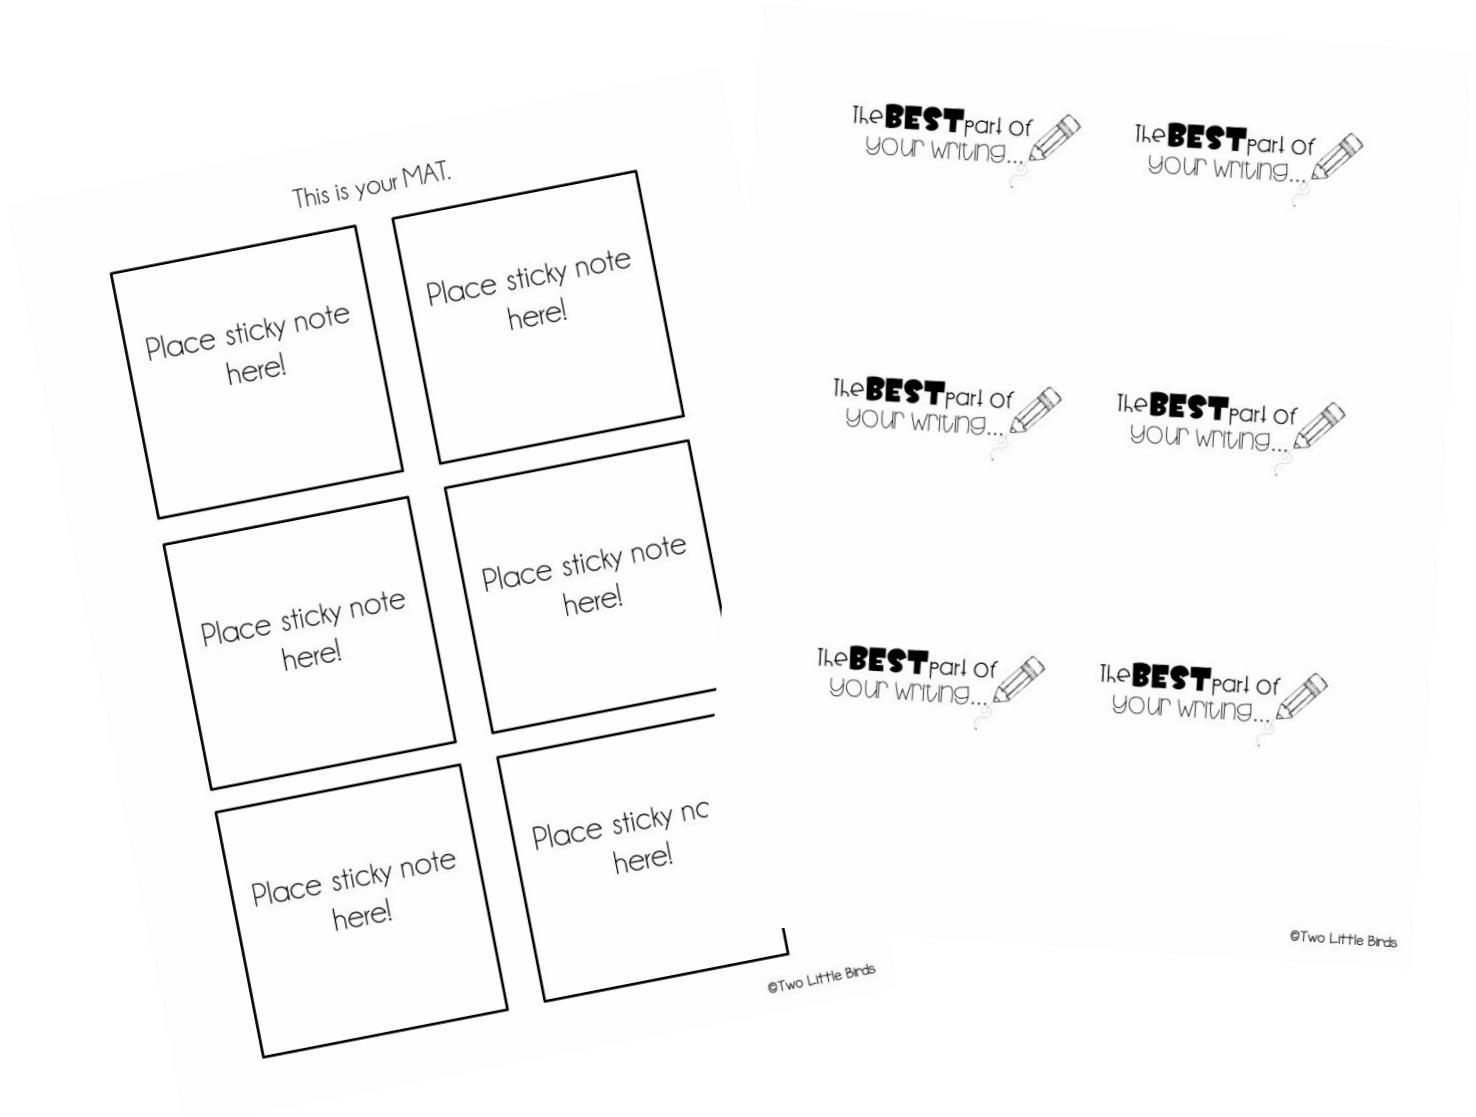 This is your MAT.
Place sticky note
here!
Place sticky note
here!
Place sticky note
here!
Place sticky note
here!
Place sticky note
here!
Place sticky no
here!
©Two Little Birds
The BEST part of
your writing...
The BEST part of
your writing...
The BEST part of
your writing...
The BEST part of
your writing...
The BEST part of
your writing...
The BEST part of
your writing...
©Two Little Birds